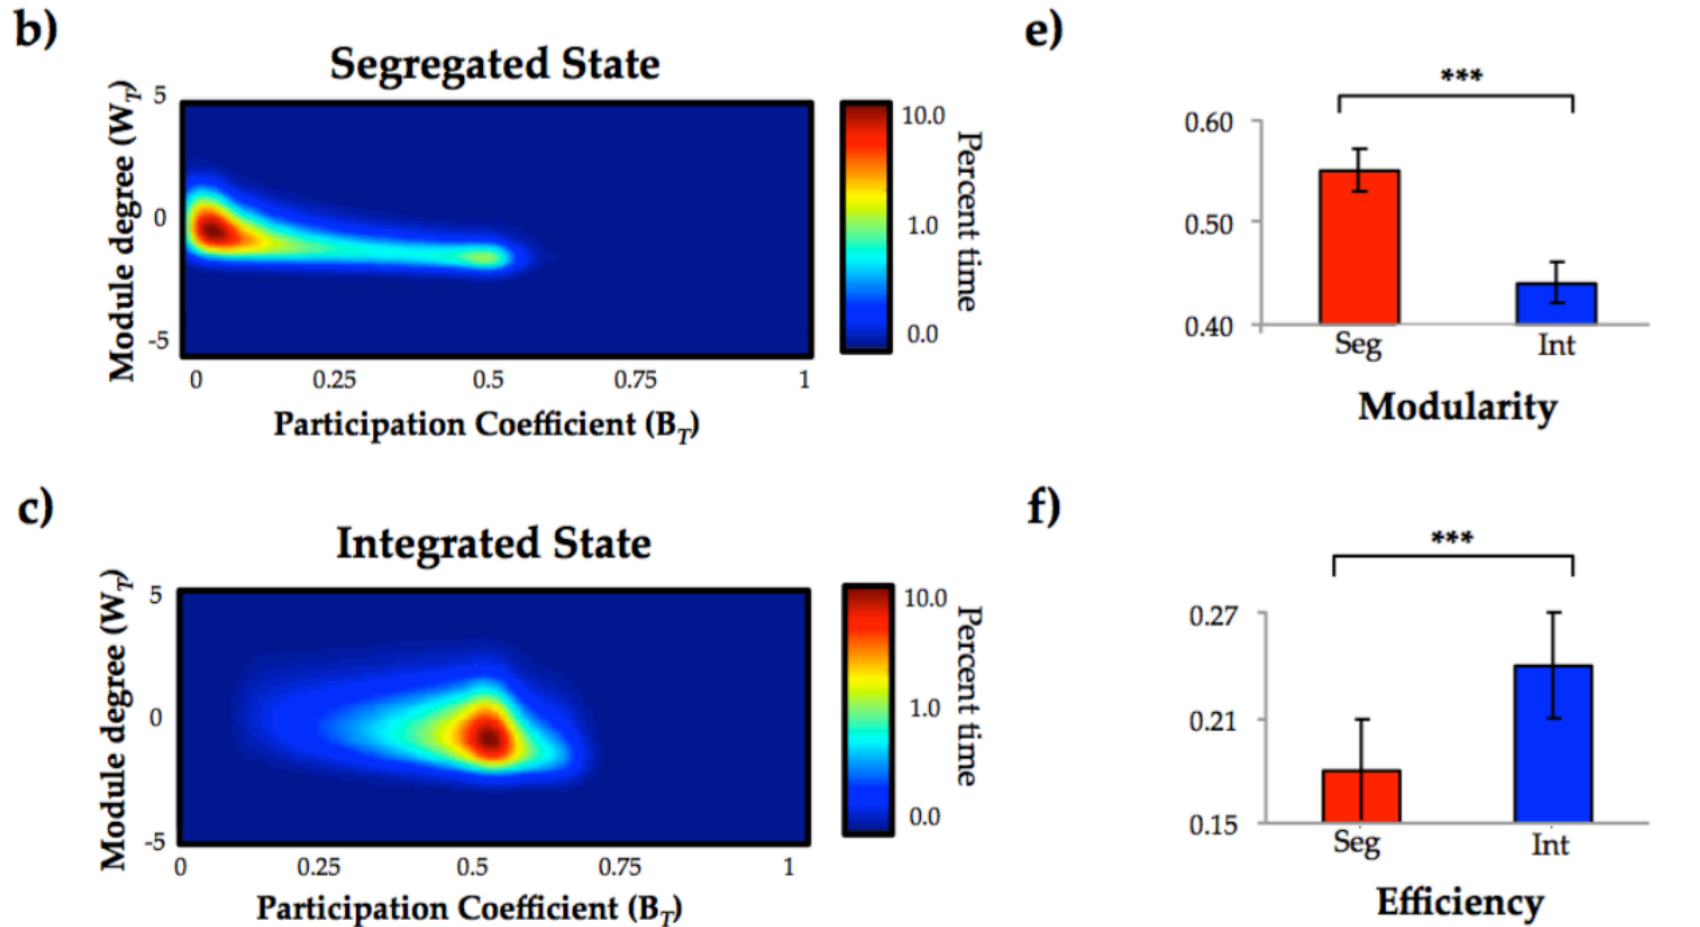 b)
Segregated State
Module degree (W_T)
5
0
-5
0 0.25 0.5 0.75 1
Participation Coefficient (B_T)
10.0
1.0
0.0
Percent time
e)
***
0.60
0.50
0.40
Seg Int
Modularity
c)
Integrated State
Module degree (W_T)
5
0
-5
0 0.25 0.5 0.75 1
Participation Coefficient (B_T)
10.0
1.0
0.0
Percent time
f)
***
0.27
0.21
0.15
Seg Int
Efficiency